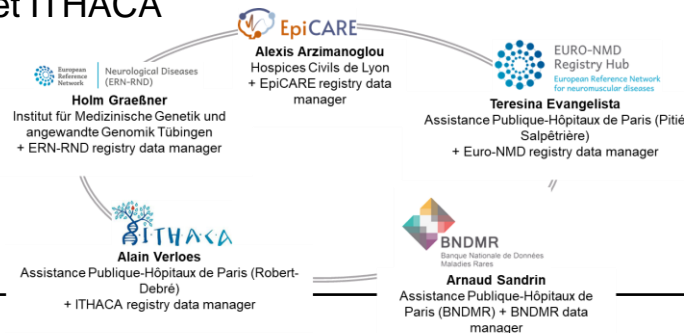 et ITHACA
EpiCARE
Alexis Arzimanoglou
Hospices Civils de Lyon
+ EpiCARE registry data
manager
European
Reference
Network
Neurological Diseases
(ERN-RND)
Holm Graeßner
Institut für Medizinische Genetik und
angewandte Genomik Tübingen
+ ERN-RND registry data manager
EURO-NMD
Registry Hub
European Reference Network
for neuromuscular diseases
Teresina Evangelista
Assistance Publique-Hôpitaux de Paris (Pitié
Salpêtrière)
+ Euro-NMD registry data manager
ITHACA
Alain Verloes
Assistance Publique-Hôpitaux de Paris (Robert-
Debré)
+ ITHACA registry data manager
BNDMR
Banque Nationale de Données
Maladies Rares
Arnaud Sandrin
Assistance Publique-Hôpitaux de
Paris (BNDMR) + BNDMR data
manager